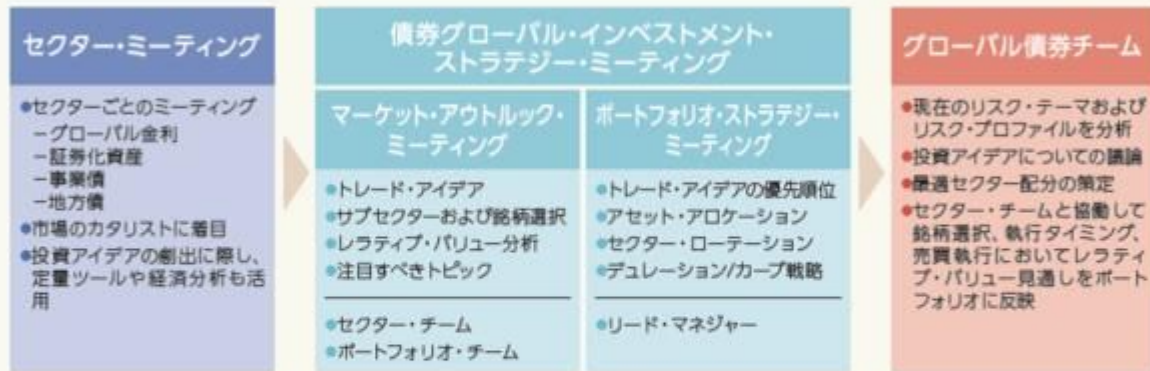 セクター・ミーティング
●セクターごとのミーティング
－グローバル金利
－証券化資産
－事業債
－地方債
●市場のカタリストに着目
●投資アイデアの創出に際し、
定量ツールや経済分析も活
用
債券グローバル・インベストメント・
ストラテジー・ミーティング
マーケット・アウトルック・
ミーティング
●トレード・アイデア
●サブセクターおよび銘柄選択
●レラティブ・バリュー分析
●注目すべきトピック
●セクター・チーム
●ポートフォリオ・チーム
ポートフォリオ・ストラテジー・
ミーティング
●トレード・アイデアの優先順位
●アセット・アロケーション
●セクター・ローテーション
●デュレーション/カーブ戦略
●リード・マネジャー
グローバル債券チーム
●現在のリスク・テーマおよび
リスク・プロファイルを分析
●投資アイデアについての議論
●最適セクター配分の策定
●セクター・チームと協働して
銘柄選択、執行タイミング、
売買執行においてレラティ
ブ・バリュー見通しをポート
フォリオに反映